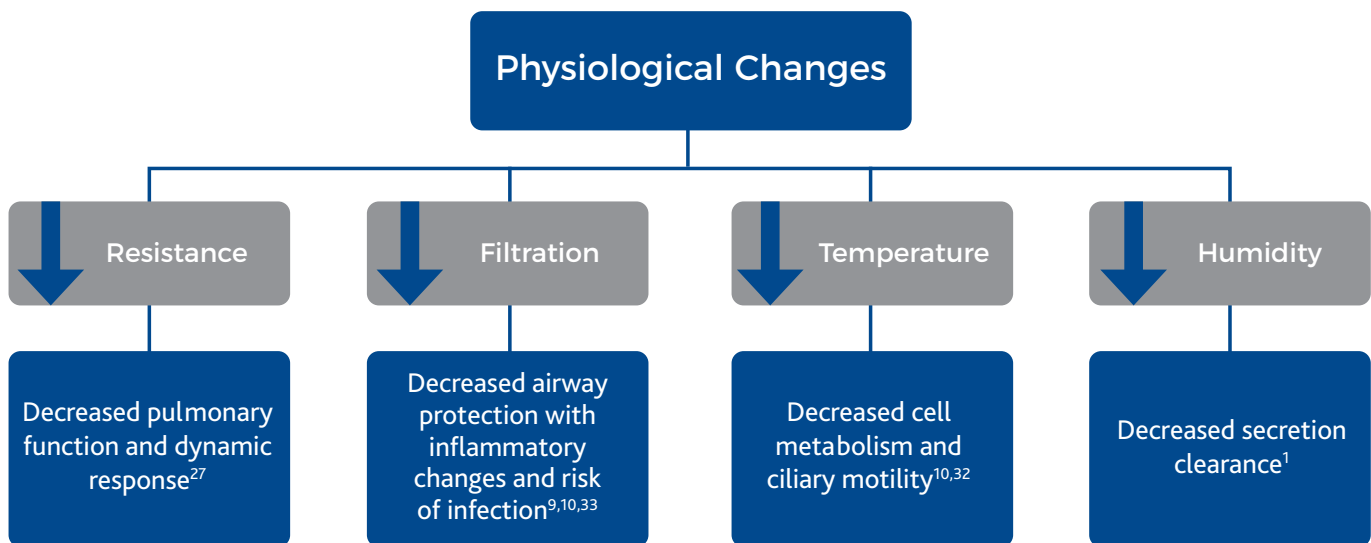 Physiological Changes
Resistance
Filtration
Temperature
Humidity
Decreased pulmonary
function and dynamic
response27
Decreased airway
protection with
inflammatory
changes and risk
of infection9,10,33
Decreased cell
metabolism and
ciliary motility10,32
Decreased secretion
clearance1